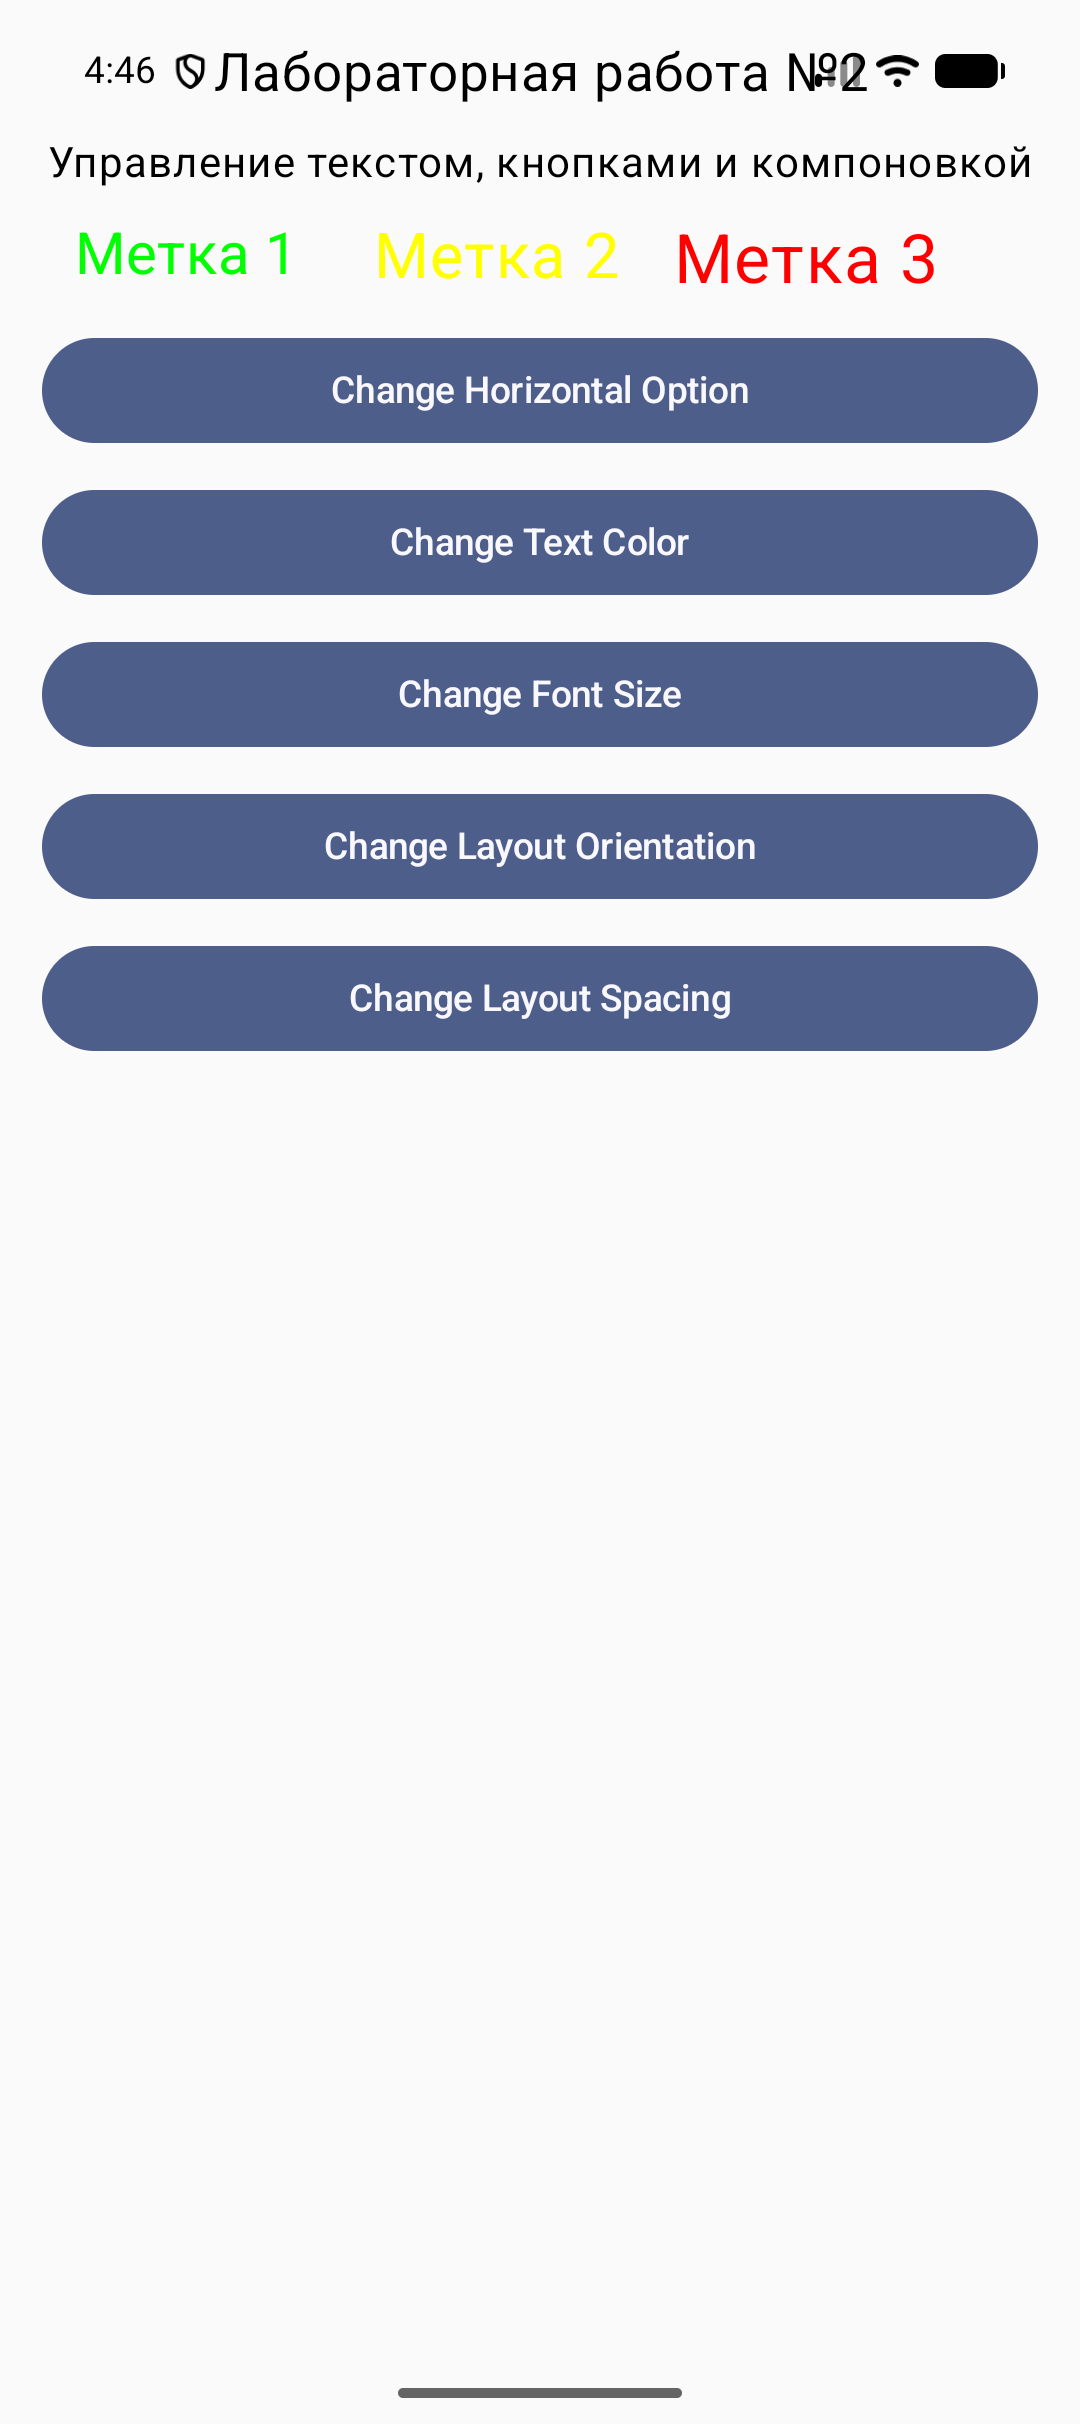 4:46 Лабораторная работа №2
Управление текстом, кнопками и компоновкой
Метка 1 Метка 2 Метка 3
Change Horizontal Option
Change Text Color
Change Font Size
Change Layout Orientation
Change Layout Spacing